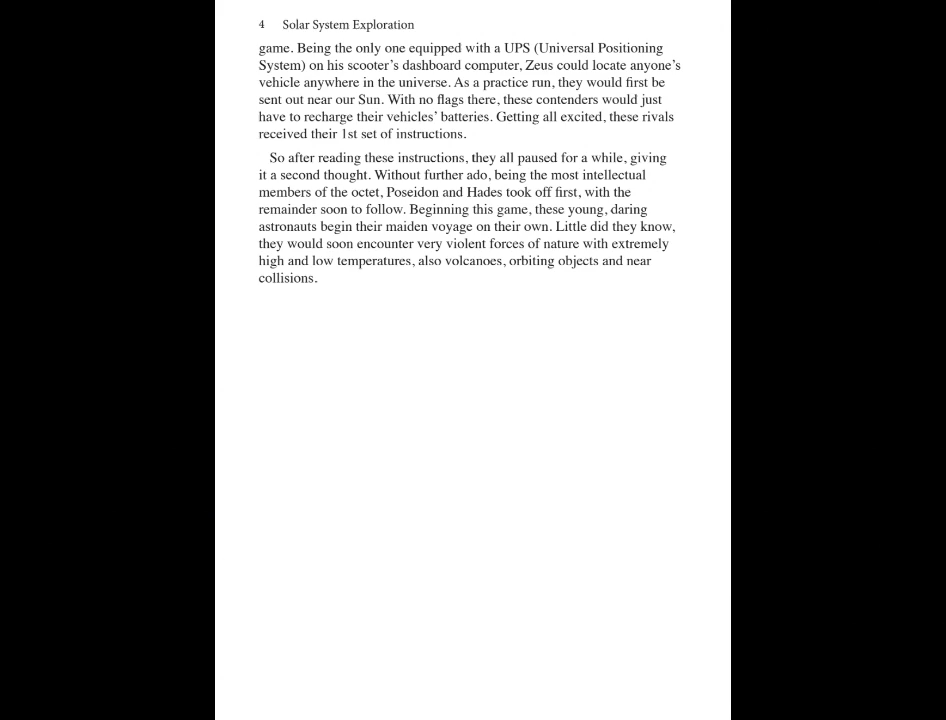 4 Solar System Exploration
game. Being the only one equipped with a UPS (Universal Positioning
System) on his scooter's dashboard computer, Zeus could locate anyone's
vehicle anywhere in the universe. As a practice run, they would first be
sent out near our Sun. With no flags there, these contenders would just
have to recharge their vehicles' batteries. Getting all excited, these rivals
received their 1st set of instructions.
So after reading these instructions, they all paused for a while, giving
it a second thought. Without further ado, being the most intellectual
members of the octet, Poseidon and Hades took off first, with the
remainder soon to follow. Beginning this game, these young, daring
astronauts begin their maiden voyage on their own. Little did they know,
they would soon encounter very violent forces of nature with extremely
high and low temperatures, also volcanoes, orbiting objects and near
collisions.